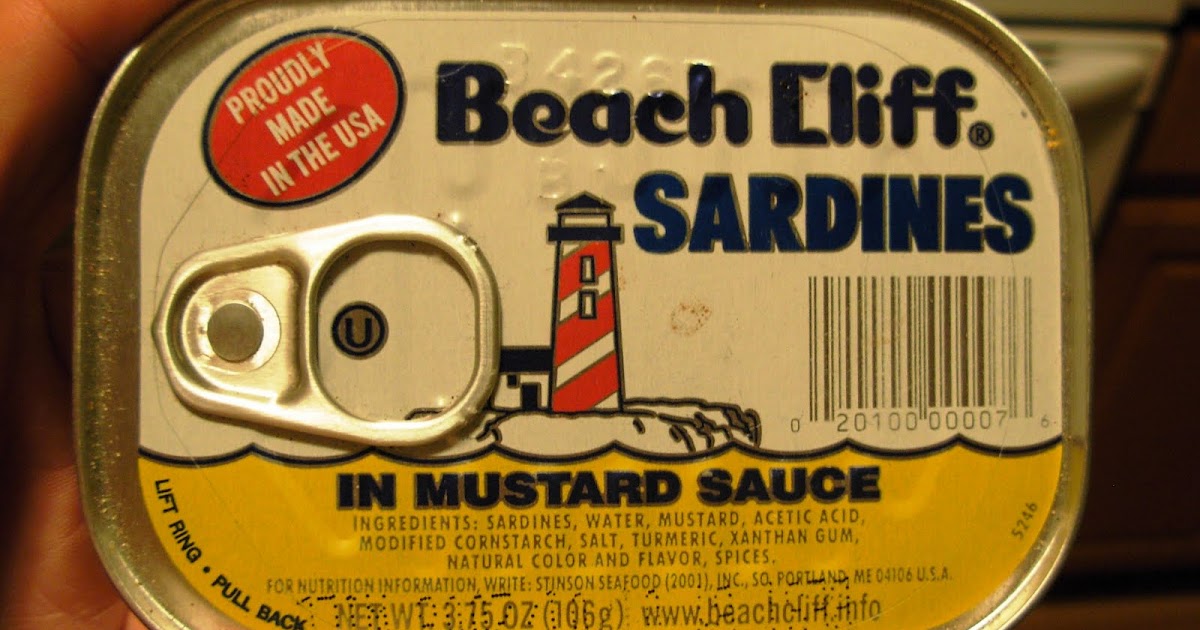 PROUDLY
MADE
IN THE USA
Beach Cliff®
SARDINES
U
0 20100 00007 6
IN MUSTARD SAUCE
INGREDIENTS: SARDINES, WATER, MUSTARD, ACETIC ACID,
MODIFIED CORNSTARCH, SALT, TURMERIC, XANTHAN GUM,
NATURAL COLOR AND FLAVOR, SPICES.
FOR NUTRITION INFORMATION, WRITE: STINSON SEAFOOD (2001), INC., SO. PORTLAND, ME 04106 U.S.A.
NET WT. 3.75 OZ (106g) www.beachcliff.info
LIFT RING • PULL BACK
5246